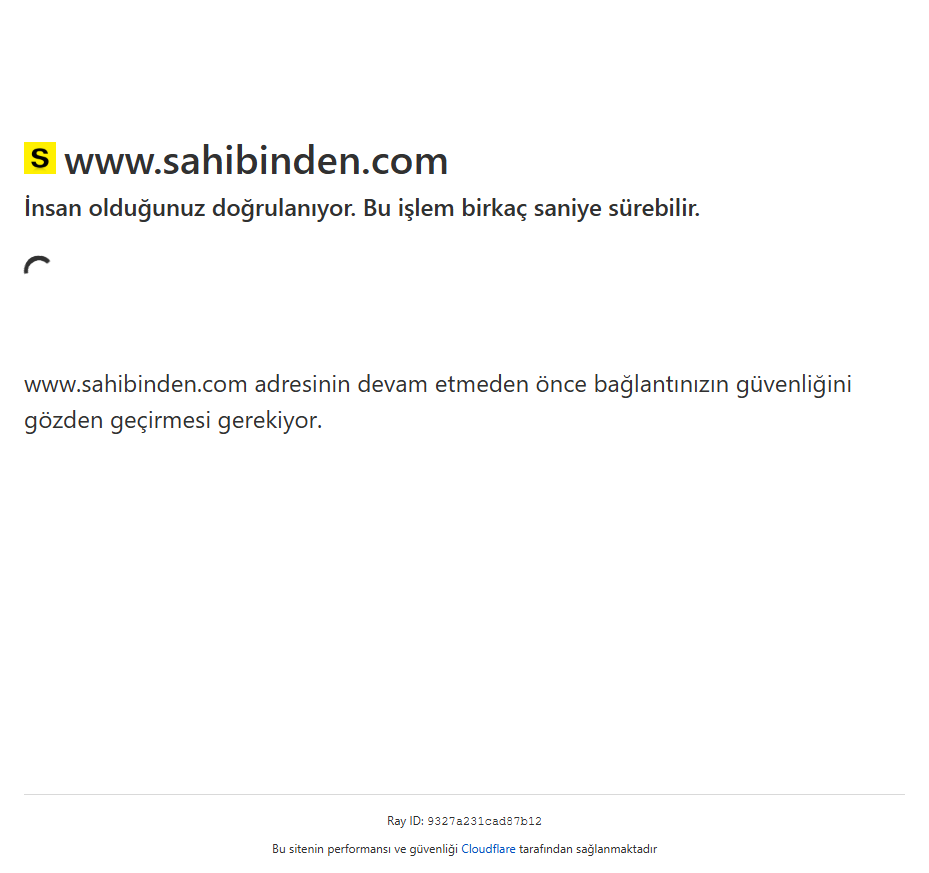 S www.sahibinden.com
İnsan olduğunuz doğrulanıyor. Bu işlem birkaç saniye sürebilir.
www.sahibinden.com adresinin devam etmeden önce bağlantınızın güvenliğini
gözden geçirmesi gerekiyor.
Ray ID: 9327a231cad87b12
Bu sitenin performansı ve güvenliği Cloudflare tarafından sağlanmaktadır